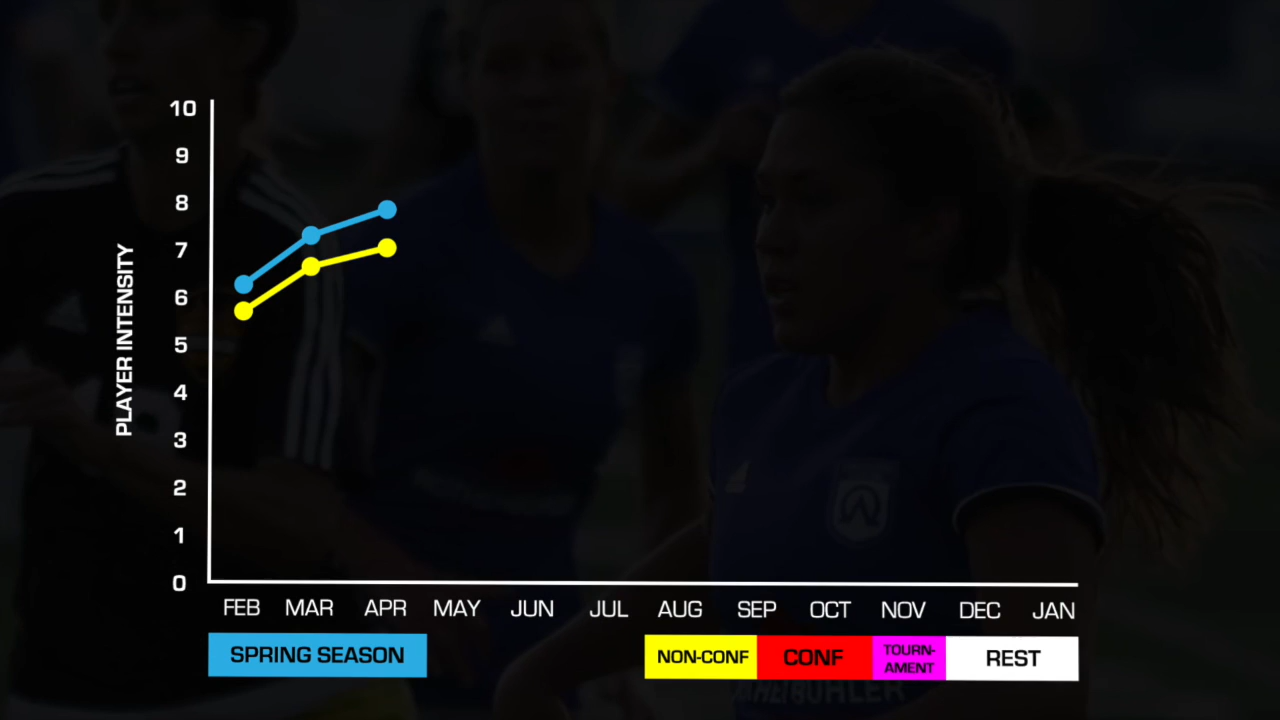 10
9
8
7
6
5
4
3
2
1
0
PLAYER INTENSITY
FEB MAR APR MAY JUN JUL AUG SEP OCT NOV DEC JAN
SPRING SEASON
NON-CONF
CONF
TOURN-
AMENT
REST